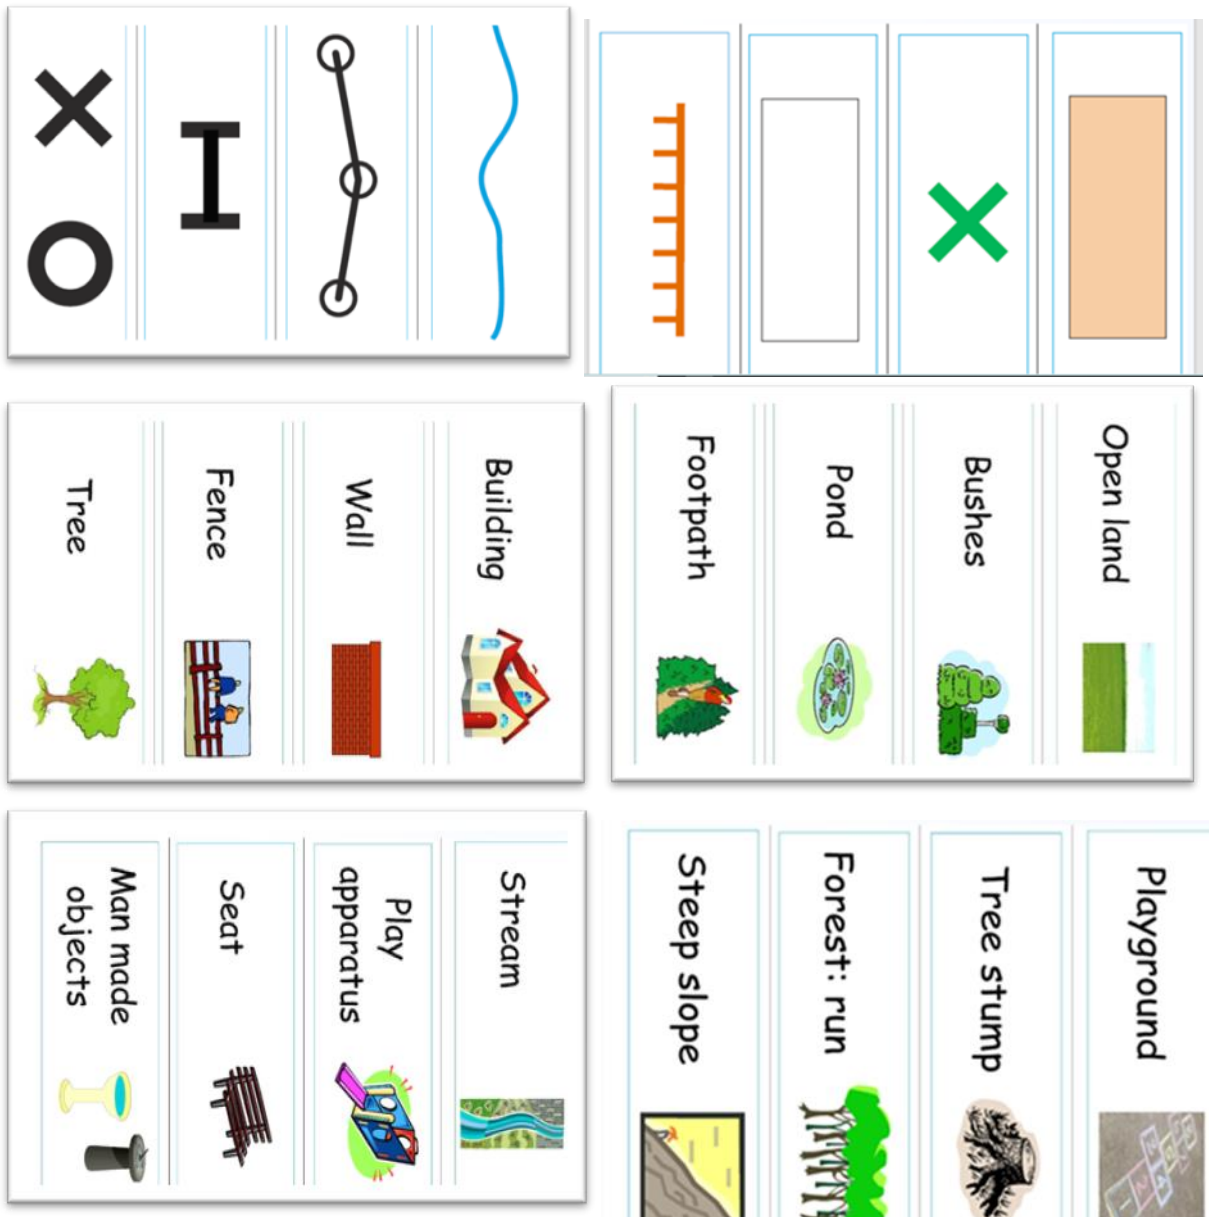 Tree
Fence
Wall
Building
Footpath
Pond
Bushes
Open land
Man made
objects
Seat
Play
apparatus
Stream
Steep slope
Forest: run
Tree stump
Playground